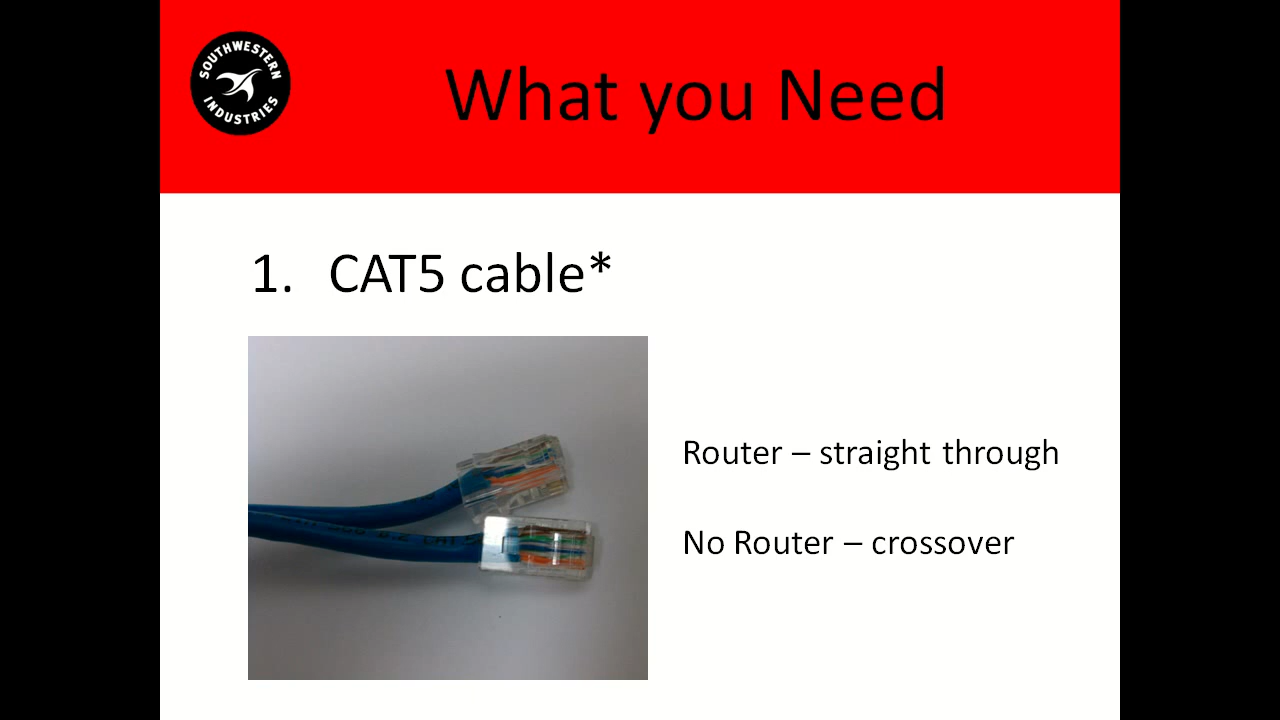 SOUTHWESTERN
INDUSTRIES
What you Need
1. CAT5 cable*
Router – straight through
No Router – crossover